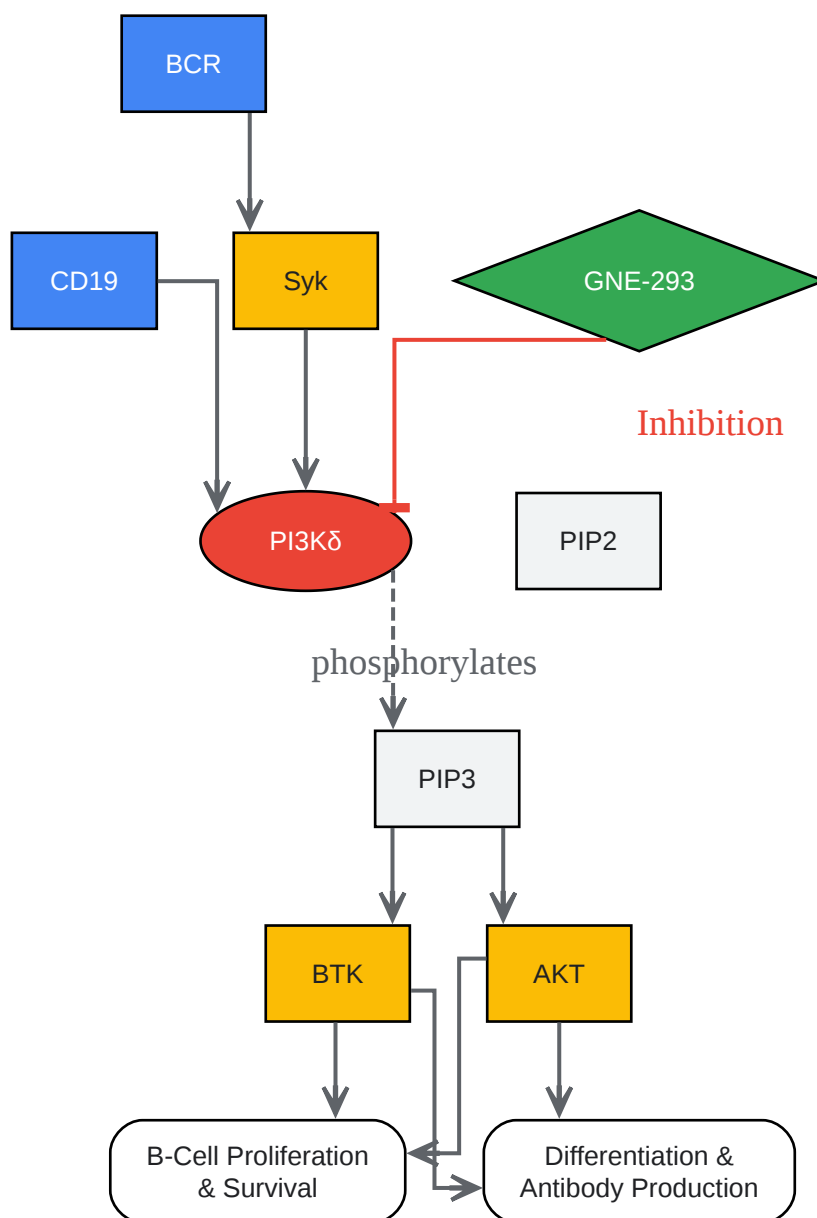 BCR
CD19
Syk
GNE-293
Inhibition
PI3Kδ
PIP2
phosphorylates
PIP3
BTK
AKT
B-Cell Proliferation
& Survival
Differentiation &
Antibody Production